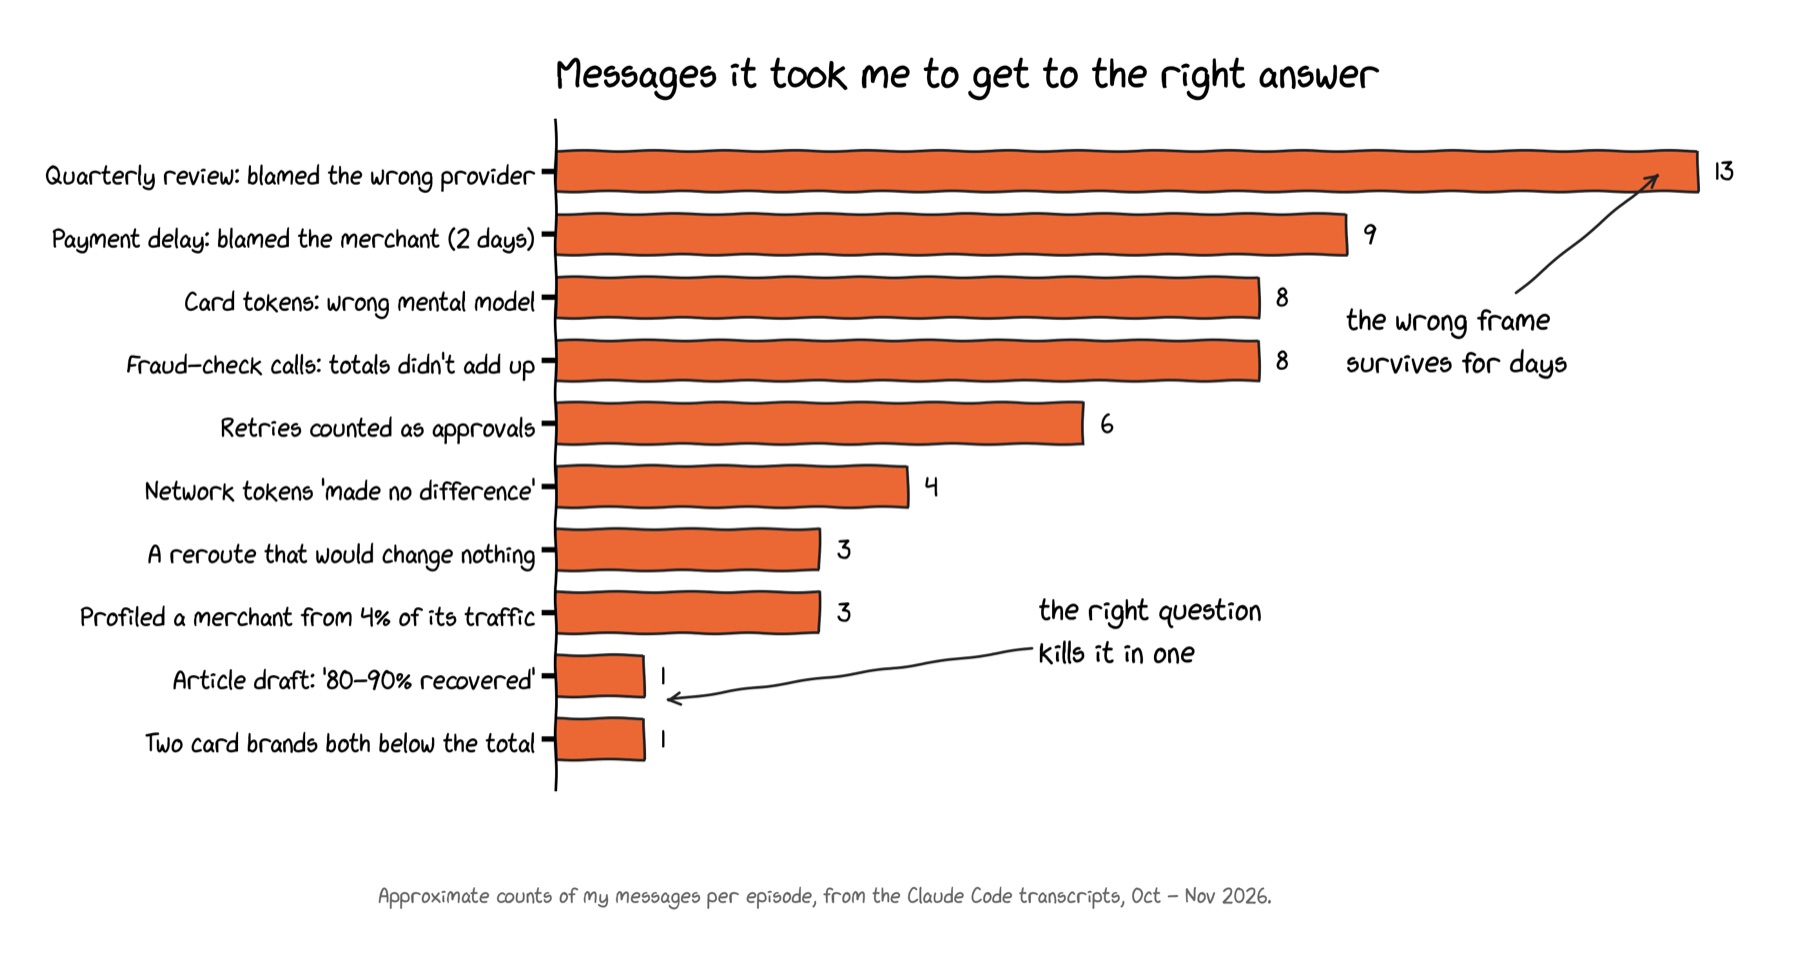 Messages it took me to get to the right answer
Quarterly review: blamed the wrong provider
13
Payment delay: blamed the merchant (2 days)
9
Card tokens: wrong mental model
8
the wrong frame
survives for days
Fraud-check calls: totals didn't add up
8
Retries counted as approvals
6
Network tokens 'made no difference'
4
A reroute that would change nothing
3
Profiled a merchant from 4% of its traffic
3
the right question
kills it in one
Article draft: '80–90% recovered'
1
Two card brands both below the total
1
Approximate counts of my messages per episode, from the Claude Code transcripts, Oct – Nov 2026.